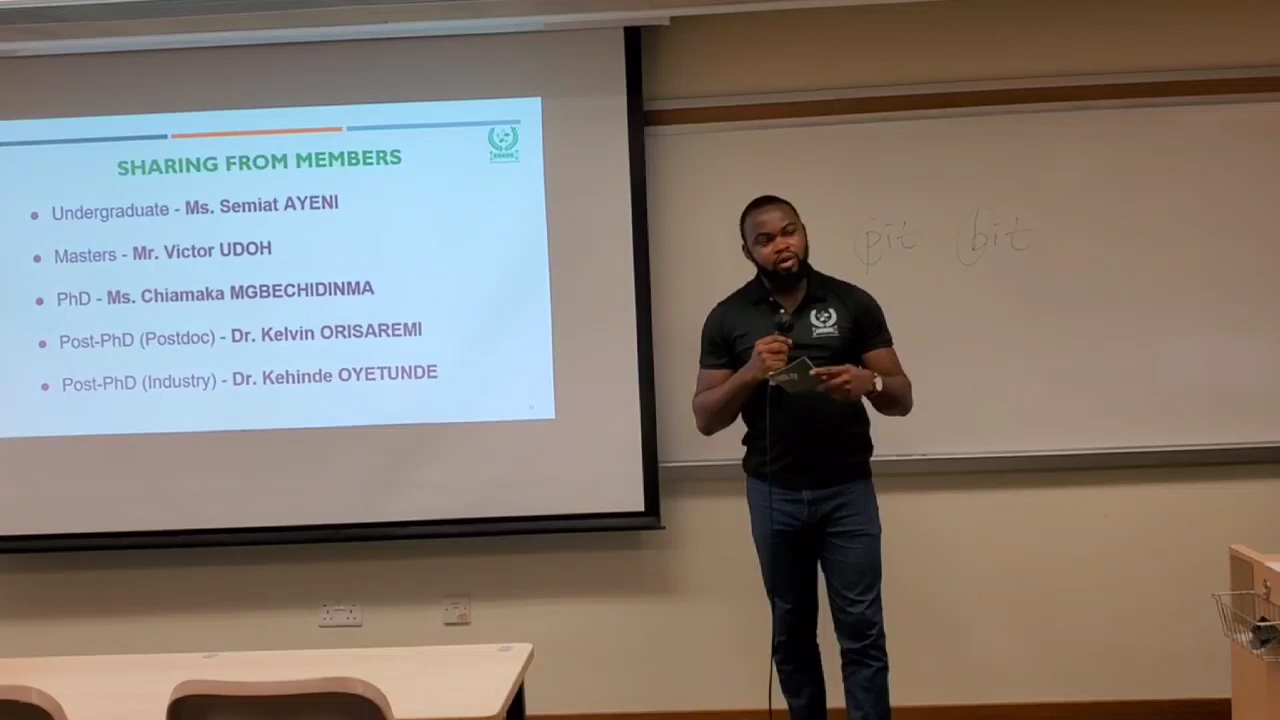 SHARING FROM MEMBERS
Undergraduate - Ms. Semiat AYENI
Masters - Mr. Victor UDOH
PhD - Ms. Chiamaka MGBECHIDINMA
Post-PhD (Postdoc) - Dr. Kelvin ORISAREMI
Post-PhD (Industry) - Dr. Kehinde OYETUNDE
pit bit